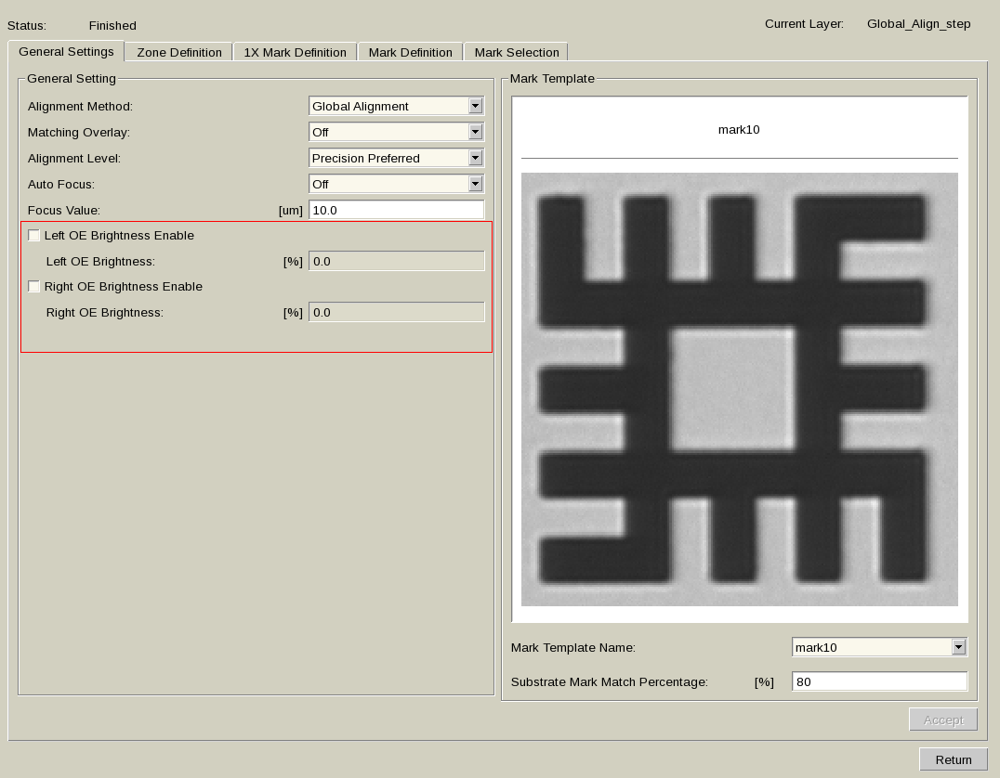 Status: Finished
Current Layer: Global_Align_step
General Settings
Zone Definition
1X Mark Definition
Mark Definition
Mark Selection
General Setting
Alignment Method: Global Alignment
Matching Overlay: Off
Alignment Level: Precision Preferred
Auto Focus: Off
Focus Value: [um] 10.0
Left OE Brightness Enable
Left OE Brightness: [%] 0.0
Right OE Brightness Enable
Right OE Brightness: [%] 0.0
Mark Template
mark10
Mark Template Name: mark10
Substrate Mark Match Percentage: [%] 80
Accept
Return